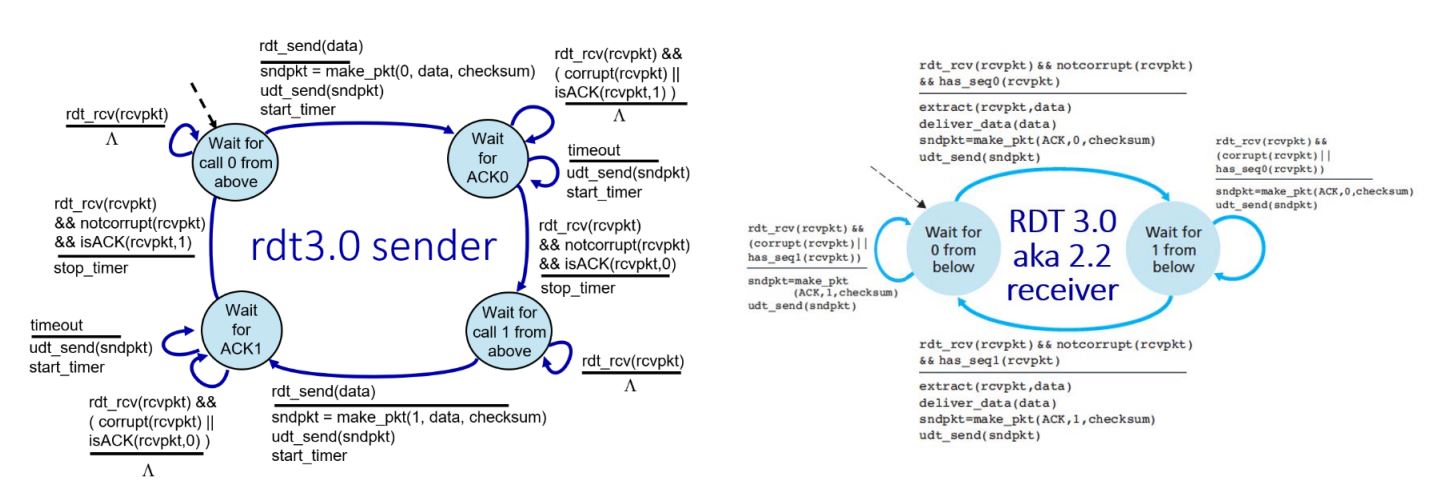 rdt_send(data)
sndpkt = make_pkt(0, data, checksum)
udt_send(sndpkt)
start_timer
rdt_rcv(rcvpkt) &&
( corrupt(rcvpkt) ||
isACK(rcvpkt,1) )
Λ
rdt_rcv(rcvpkt)
Λ
Wait for
call 0 from
above
Wait
for
ACK0
timeout
udt_send(sndpkt)
start_timer
rdt_rcv(rcvpkt)
&& notcorrupt(rcvpkt)
&& isACK(rcvpkt,1)
stop_timer
rdt3.0 sender
rdt_rcv(rcvpkt)
&& notcorrupt(rcvpkt)
&& isACK(rcvpkt,0)
stop_timer
Wait
for
ACK1
Wait for
call 1 from
above
timeout
udt_send(sndpkt)
start_timer
rdt_rcv(rcvpkt)
Λ
rdt_rcv(rcvpkt) &&
( corrupt(rcvpkt) ||
isACK(rcvpkt,0) )
Λ
rdt_send(data)
sndpkt = make_pkt(1, data, checksum)
udt_send(sndpkt)
start_timer
rdt_rcv(rcvpkt) && notcorrupt(rcvpkt)
&& has_seq0(rcvpkt)
extract(rcvpkt,data)
deliver_data(data)
sndpkt=make_pkt(ACK,0,checksum)
udt_send(sndpkt)
rdt_rcv(rcvpkt) &&
(corrupt(rcvpkt)||
has_seq0(rcvpkt))
sndpkt=make_pkt(ACK,0,checksum)
udt_send(sndpkt)
rdt_rcv(rcvpkt) &&
(corrupt(rcvpkt)||
has_seq1(rcvpkt))
sndpkt=make_pkt
(ACK,1,checksum)
udt_send(sndpkt)
Wait for
0 from
below
RDT 3.0
aka 2.2
receiver
Wait for
1 from
below
rdt_rcv(rcvpkt) && notcorrupt(rcvpkt)
&& has_seq1(rcvpkt)
extract(rcvpkt,data)
deliver_data(data)
sndpkt=make_pkt(ACK,1,checksum)
udt_send(sndpkt)